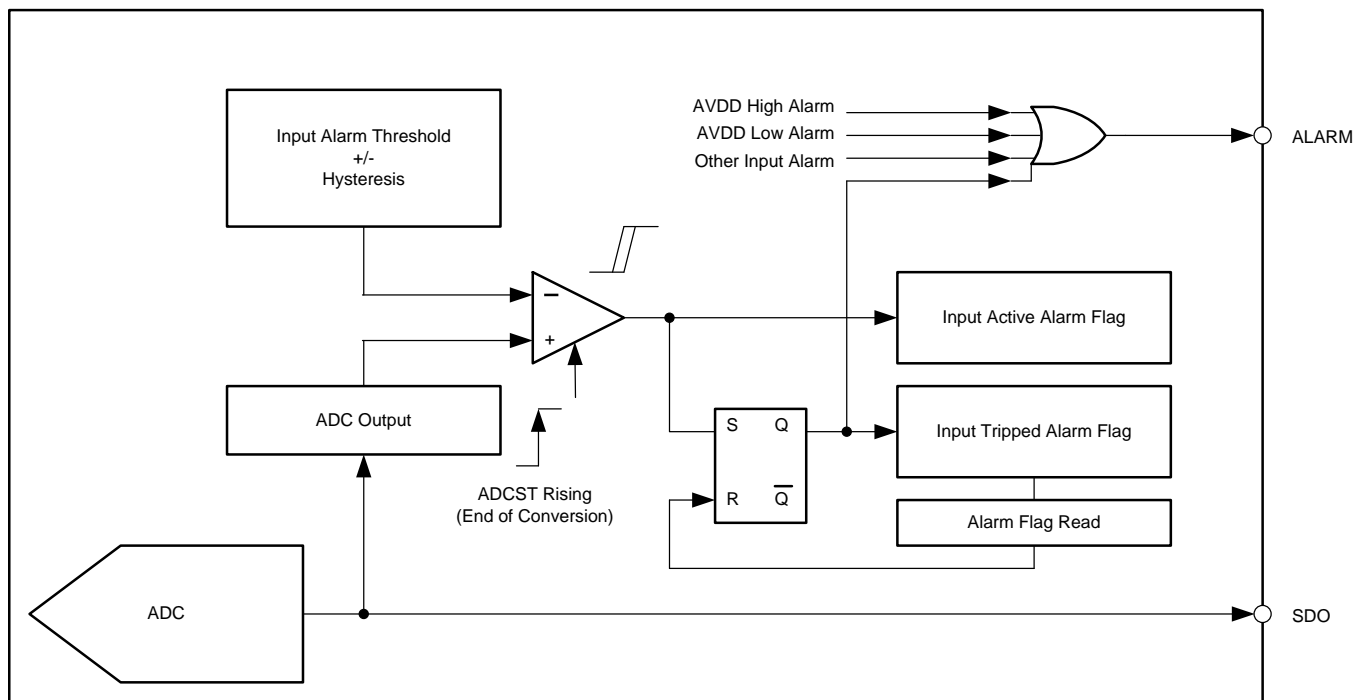 AVDD High Alarm
AVDD Low Alarm
Other Input Alarm
ALARM
Input Alarm Threshold
+/-
Hysteresis
−
+
Input Active Alarm Flag
ADC Output
S Q
R Q̅
Input Tripped Alarm Flag
ADCST Rising
(End of Conversion)
Alarm Flag Read
ADC
SDO